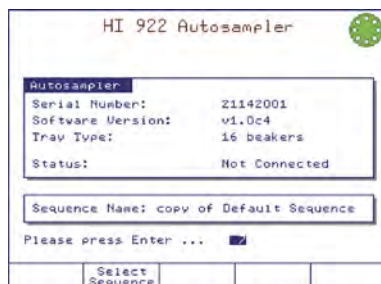 HI 922 Autosampler
Autosampler
Serial Number: Z1142001
Software Version: v1.0c4
Tray Type: 16 beakers
Status: Not Connected
Sequence Name: copy of Default Sequence
Please press Enter ...
Select
Sequence